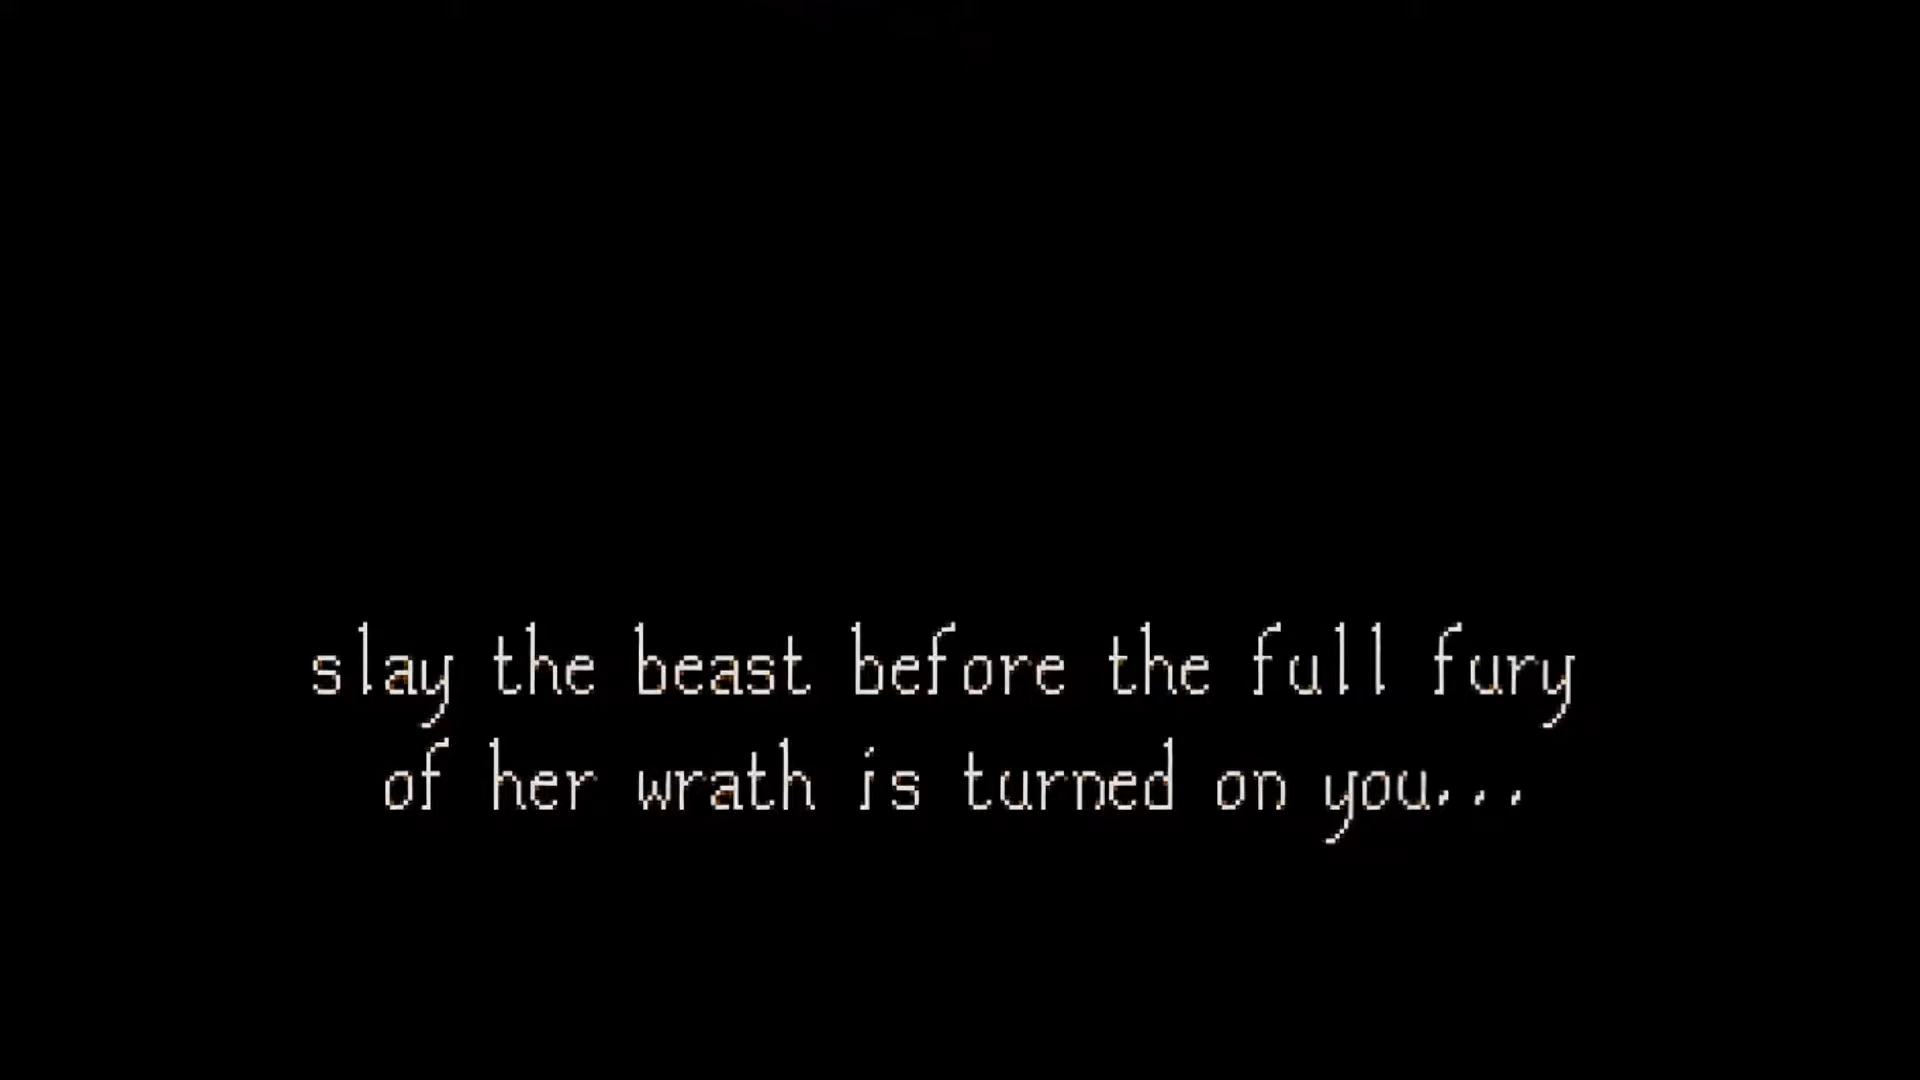 slay the beast before the full fury
of her wrath is turned on you...